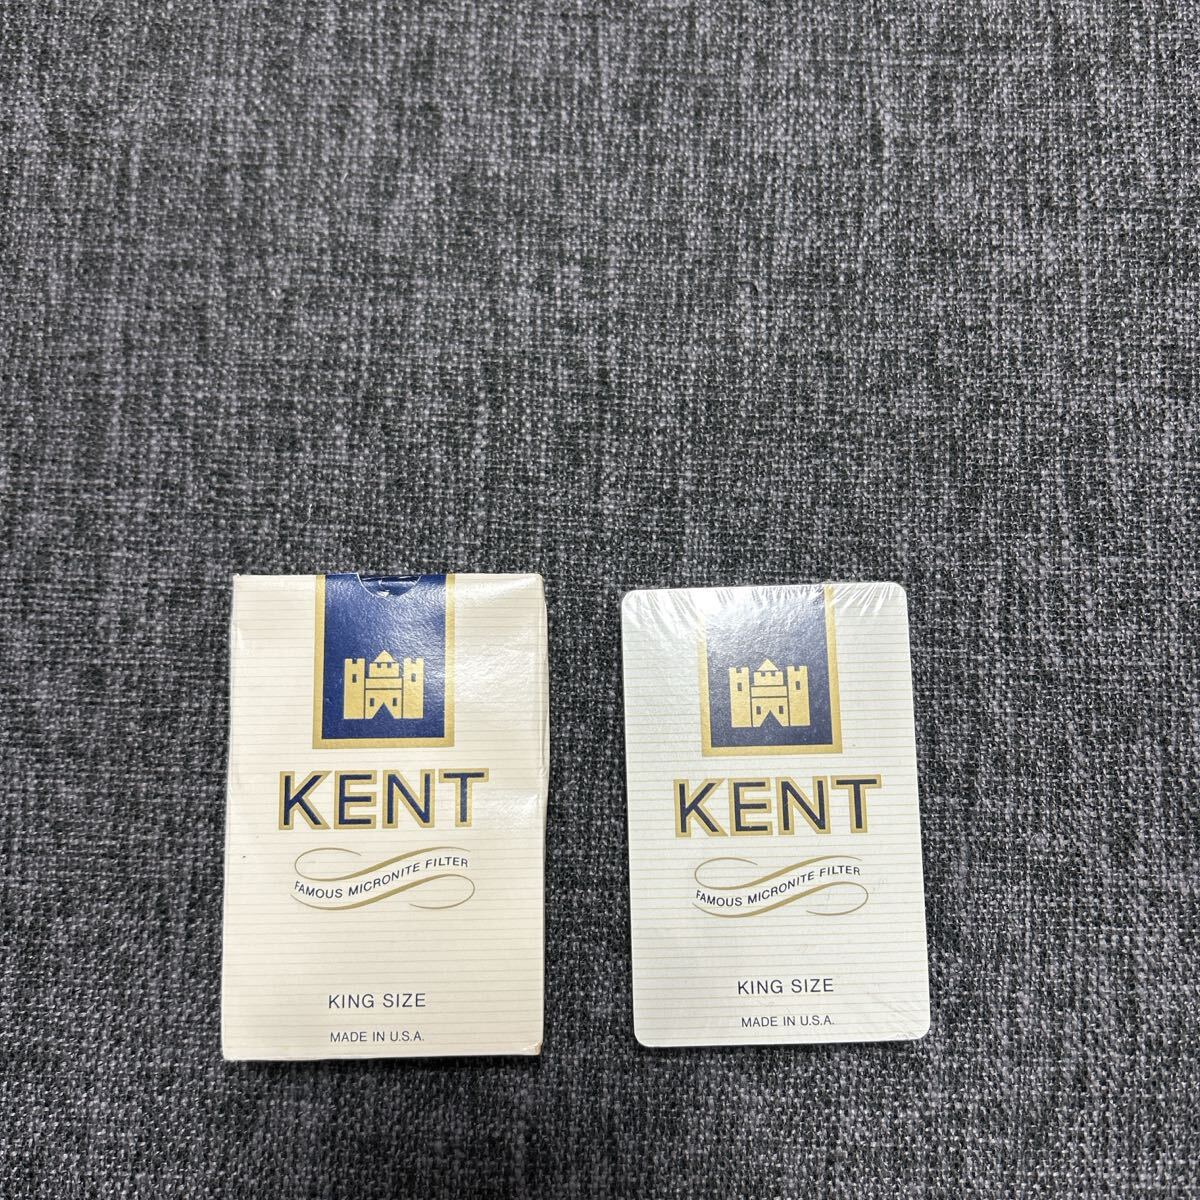 KENT
FAMOUS MICRONITE FILTER
KING SIZE
MADE IN U.S.A.
KENT
FAMOUS MICRONITE FILTER
KING SIZE
MADE IN U.S.A.